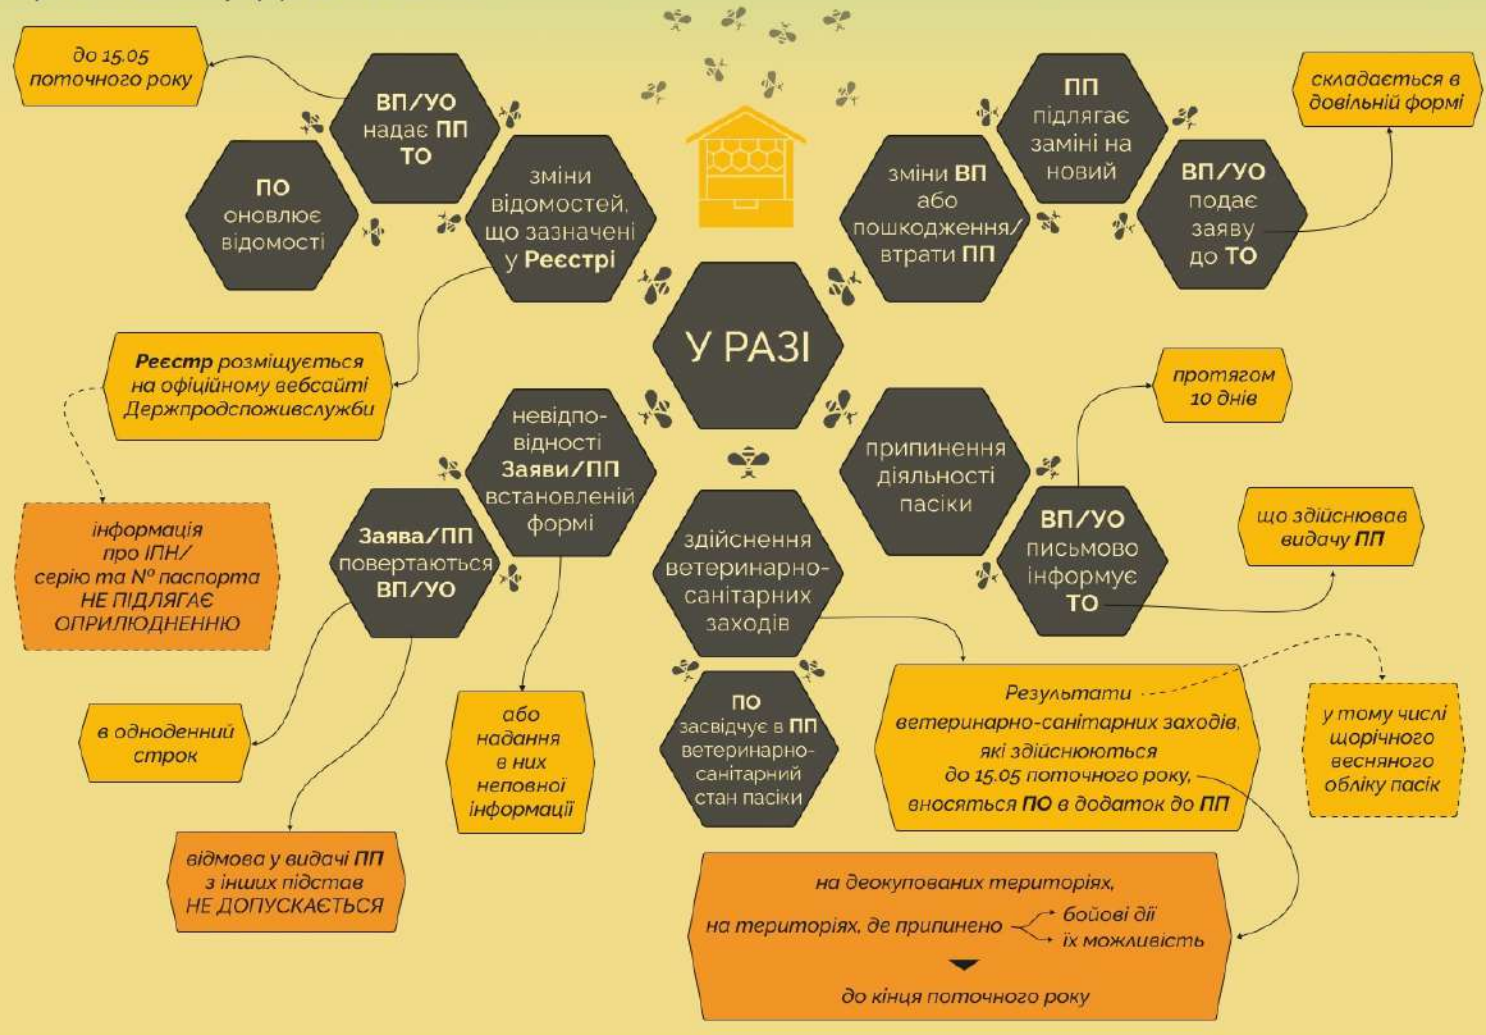 до 15.05
поточного року
ВП/УО
надає ПП
ТО
ПО
оновлює
відомості
зміни
відомостей,
що зазначені
у Реєстрі
Реєстр розміщується
на офіційному вебсайті
Держпродспоживслужби
інформація
про ІПН/
серію та № паспорта
НЕ ПІДЛЯГАЄ
ОПРИЛЮДНЕННЮ
зміни ВП
або
пошкодження/
втрати ПП
ПП
підлягає
заміні на
новий
ВП/УО
подає
заяву
до ТО
складається в
довільній формі
У РАЗІ
невідпо-
відності
Заяви/ПП
встановленій
формі
Заява/ПП
повертаються
ВП/УО
в одноденний
строк
відмова у видачі ПП
з інших підстав
НЕ ДОПУСКАЄТЬСЯ
або
надання
в них
неповної
інформації
припинення
діяльності
пасіки
ВП/УО
письмово
інформує
ТО
протягом
10 днів
що здійснював
видачу ПП
здійснення
ветеринарно-
санітарних
заходів
ПО
засвідчує в ПП
ветеринарно-
санітарний
стан пасіки
Результати
ветеринарно-санітарних заходів,
які здійснюються
до 15.05 поточного року,
вносяться ПО в додаток до ПП
у тому числі
щорічного
весняного
обліку пасік
на деокупованих територіях,
на територіях, де припинено
бойові дії
їх можливість
до кінця поточного року